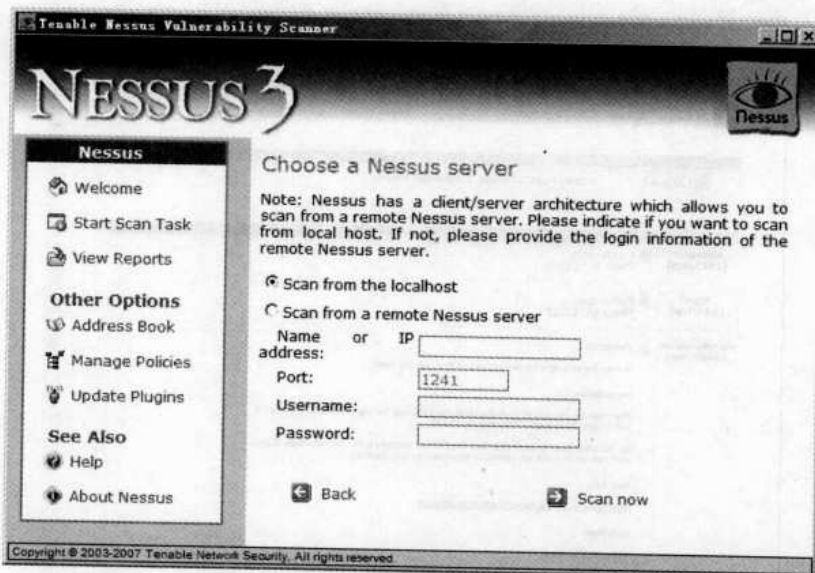 Tenable Nessus Vulnerability Scanner
NESSUS 3
Nessus
Nessus
Welcome
Start Scan Task
View Reports
Other Options
Address Book
Manage Policies
Update Plugins
See Also
Help
About Nessus
Choose a Nessus server
Note: Nessus has a client/server architecture which allows you to
scan from a remote Nessus server. Please indicate if you want to scan
from local host. If not, please provide the login information of the
remote Nessus server.
Scan from the localhost
Scan from a remote Nessus server
Name or IP
address:
Port: 1241
Username:
Password:
Back
Scan now
Copyright © 2003-2007 Tenable Network Security, All rights reserved